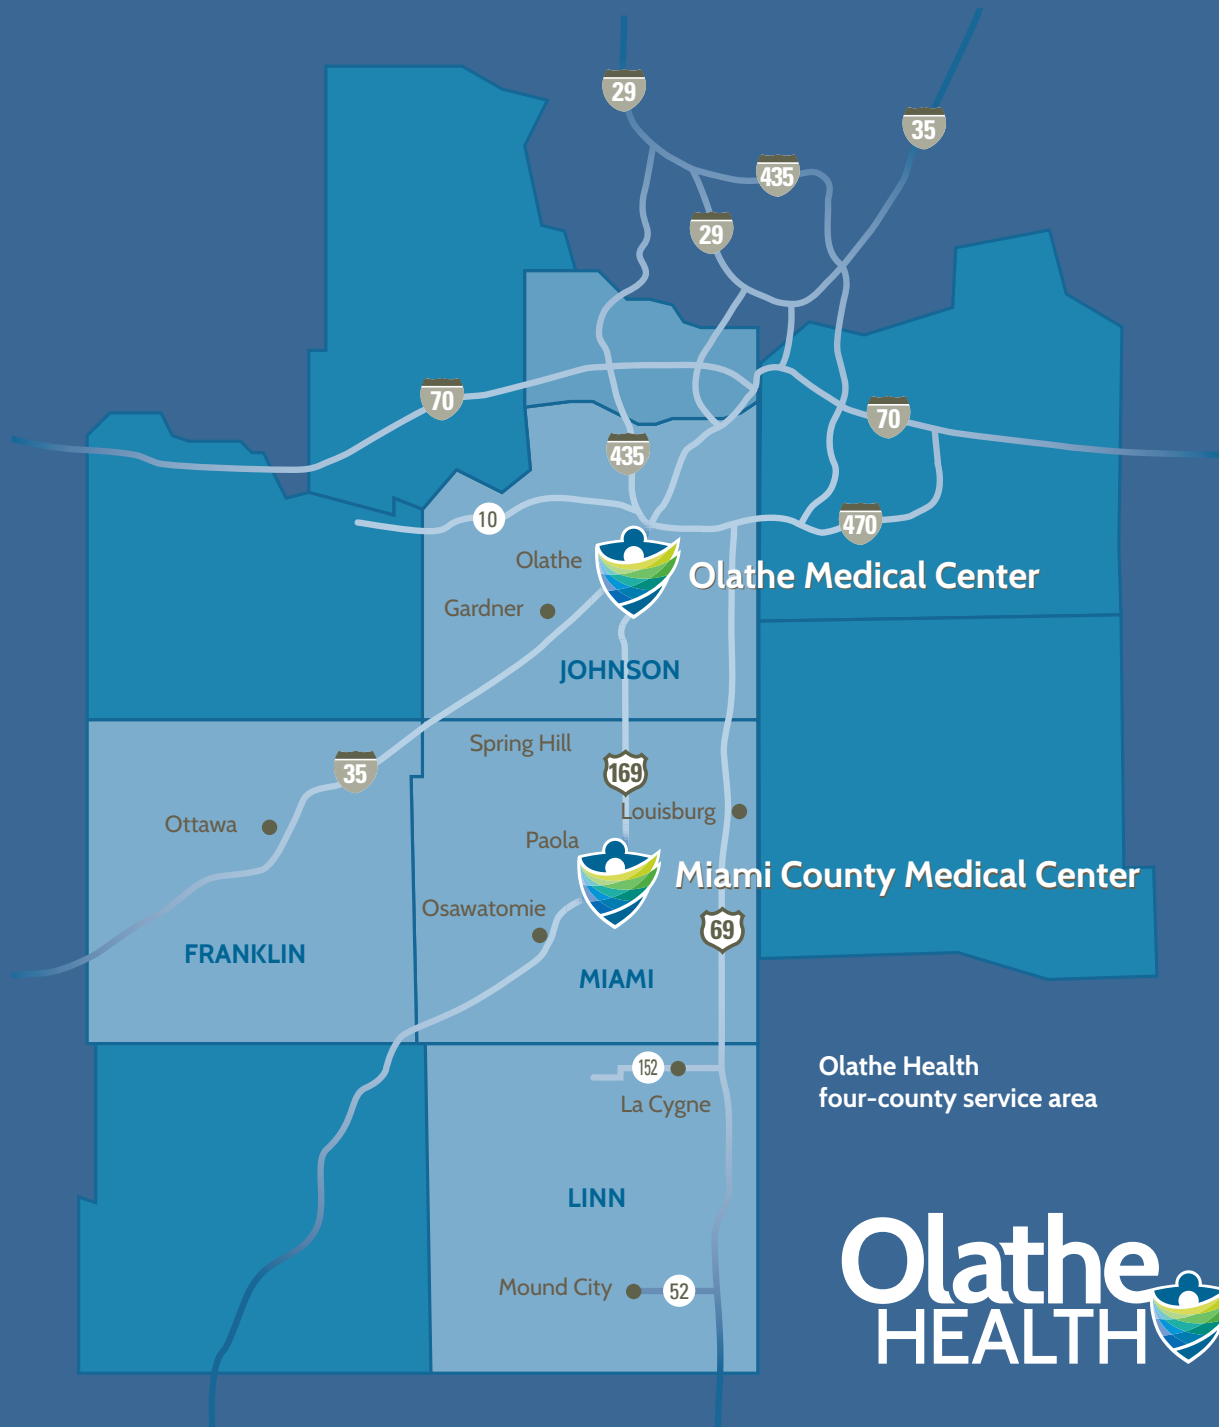 29
35
435
29
70
70
435
10
470
Olathe
Olathe Medical Center
Gardner
JOHNSON
Spring Hill
35
169
Louisburg
Ottawa
Paola
Miami County Medical Center
Osawatomie
69
FRANKLIN
MIAMI
152
La Cygne
Olathe Health
four-county service area
LINN
Mound City
52
Olathe
HEALTH